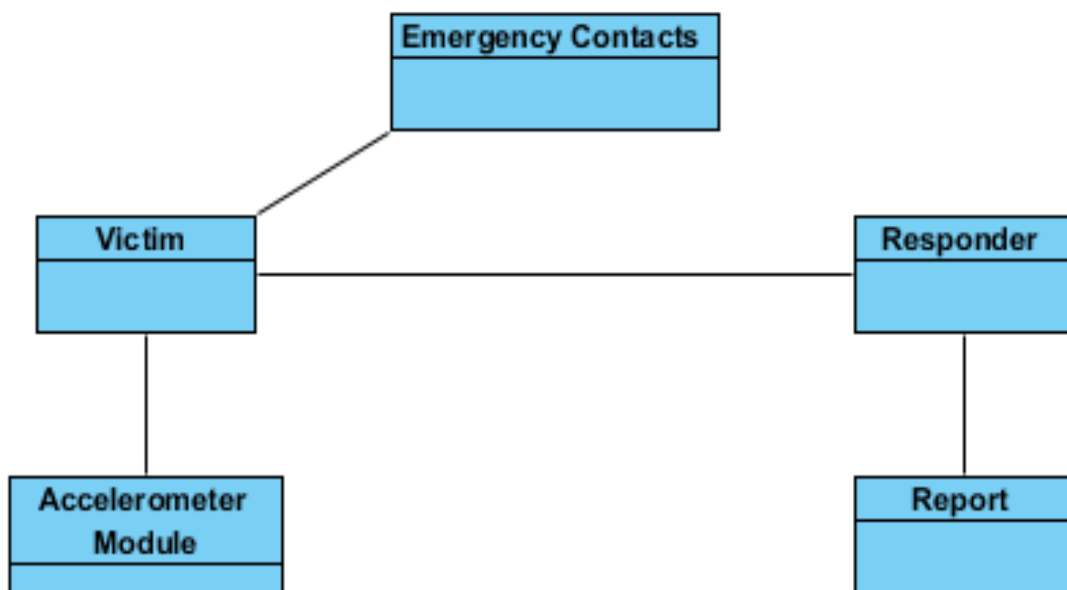 Emergency Contacts
Victim
Responder
Accelerometer
Module
Report